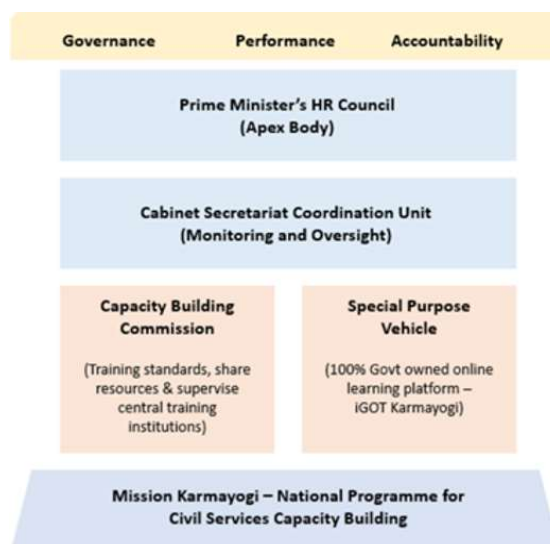 Governance Performance Accountability
Prime Minister's HR Council
(Apex Body)
Cabinet Secretariat Coordination Unit
(Monitoring and Oversight)
Capacity Building
Commission
(Training standards, share
resources & supervise
central training
institutions)
Special Purpose
Vehicle
(100% Govt owned online
learning platform –
iGOT Karmayogi)
Mission Karmayogi – National Programme for
Civil Services Capacity Building